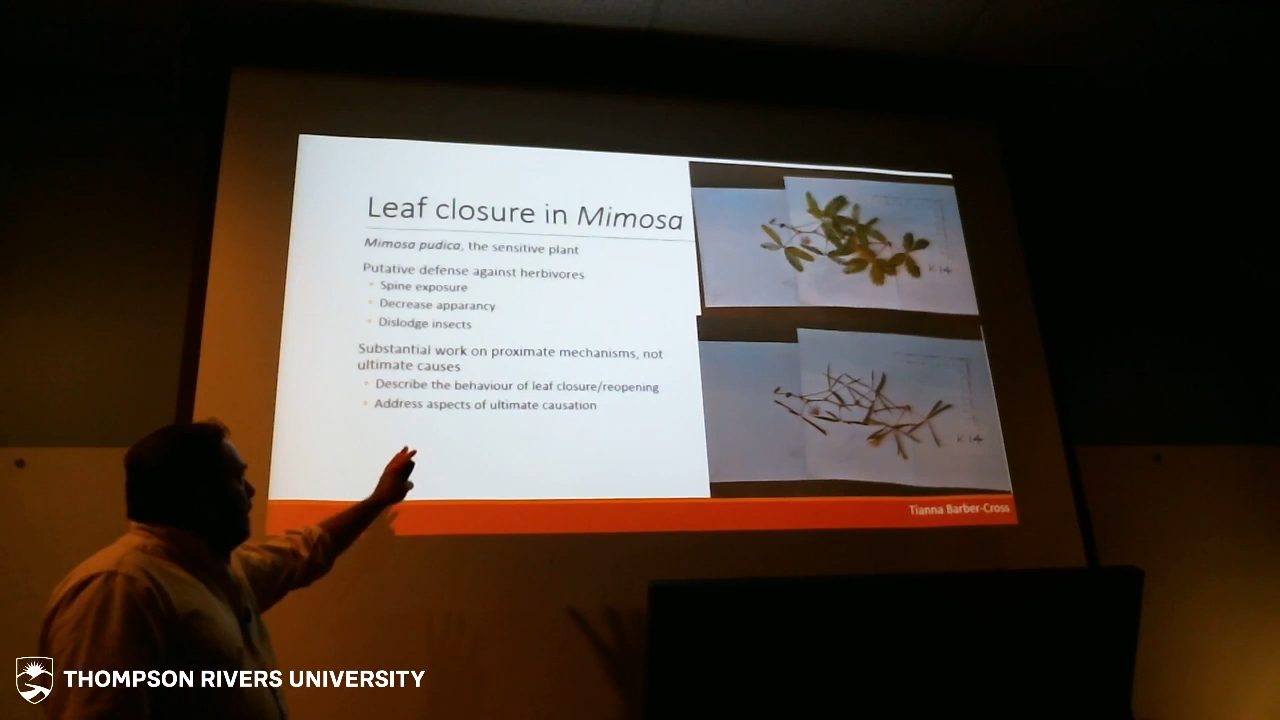 Leaf closure in Mimosa
Mimosa pudica, the sensitive plant
Putative defense against herbivores
Spine exposure
Decrease apparancy
Dislodge insects
Substantial work on proximate mechanisms, not
ultimate causes
Describe the behaviour of leaf closure/reopening
Address aspects of ultimate causation
K 14
K 14
Tianna Barber-Cross
THOMPSON RIVERS UNIVERSITY